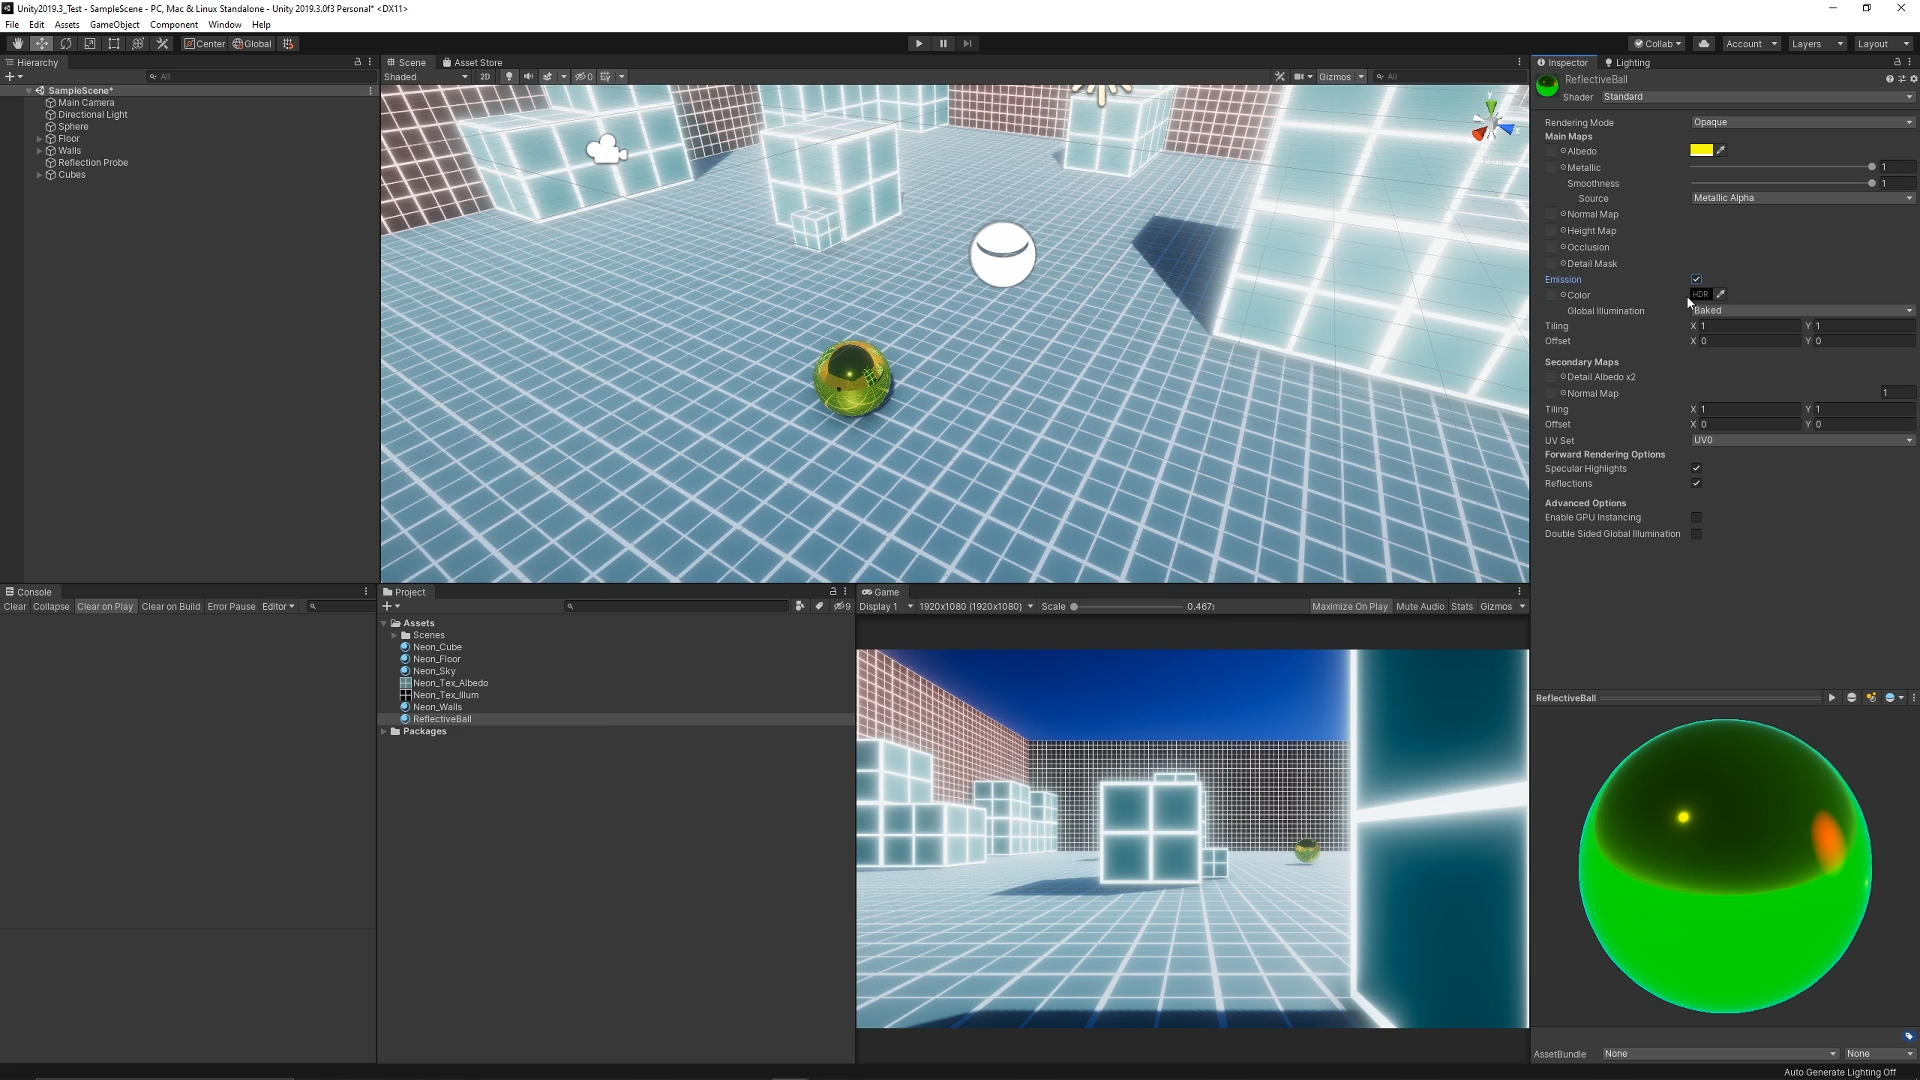 Unity2019.3_Test - SampleScene - PC, Mac & Linux Standalone - Unity 2019.3.0f3 Personal* <DX11>
File Edit Assets GameObject Component Window Help
Center Global Collab Account Layers Layout
Hierarchy
All
SampleScene*
Main Camera
Directional Light
Sphere
Floor
Walls
Reflection Probe
Cubes
Scene Asset Store
Shaded 2D 0 Gizmos All
Inspector Lighting
ReflectiveBall
Shader Standard
Rendering Mode Opaque
Main Maps
Albedo
Metallic 1
Smoothness 1
Source Metallic Alpha
Normal Map
Height Map
Occlusion
Detail Mask
Emission
Color HDR
Global Illumination Baked
Tiling X 1 Y 1
Offset X 0 Y 0
Secondary Maps
Detail Albedo x2
Normal Map 1
Tiling X 1 Y 1
Offset X 0 Y 0
UV Set UV0
Forward Rendering Options
Specular Highlights
Reflections
Advanced Options
Enable GPU Instancing
Double Sided Global Illumination
Console
Clear Collapse Clear on Play Clear on Build Error Pause Editor
Project
9
Assets
Scenes
Neon_Cube
Neon_Floor
Neon_Sky
Neon_Tex_Albedo
Neon_Tex_Illum
Neon_Walls
ReflectiveBall
Packages
Game
Display 1 1920x1080 (1920x1080) Scale 0.467 Maximize On Play Mute Audio Stats Gizmos
ReflectiveBall
AssetBundle None None
Auto Generate Lighting Off